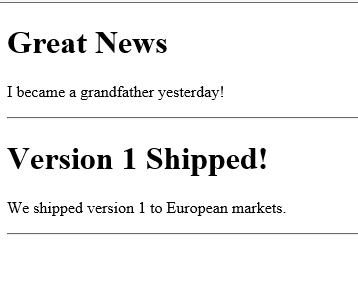 Great News
I became a grandfather yesterday!
Version 1 Shipped!
We shipped version 1 to European markets.